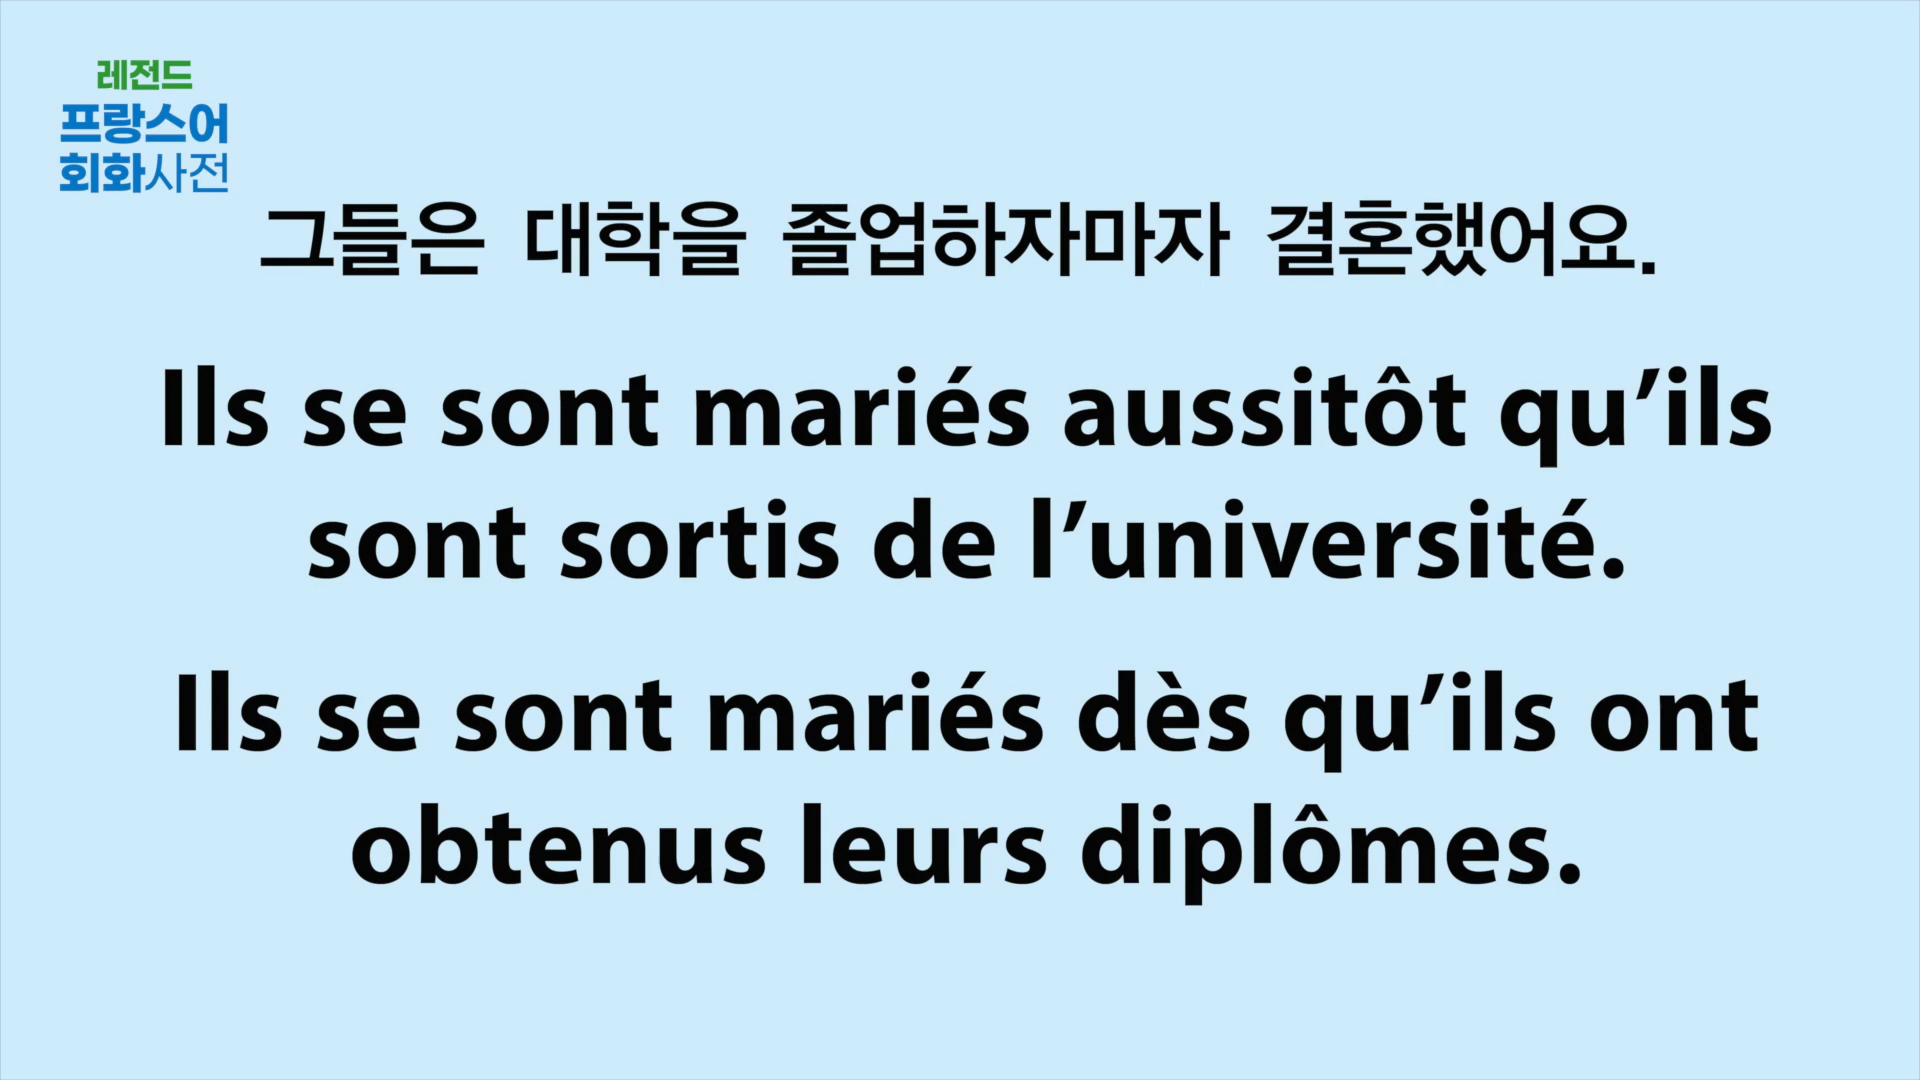 레전드
프랑스어
회화사전
그들은 대학을 졸업하자마자 결혼했어요.
Ils se sont mariés aussitôt qu’ils
sont sortis de l’université.
Ils se sont mariés dès qu’ils ont
obtenus leurs diplômes.